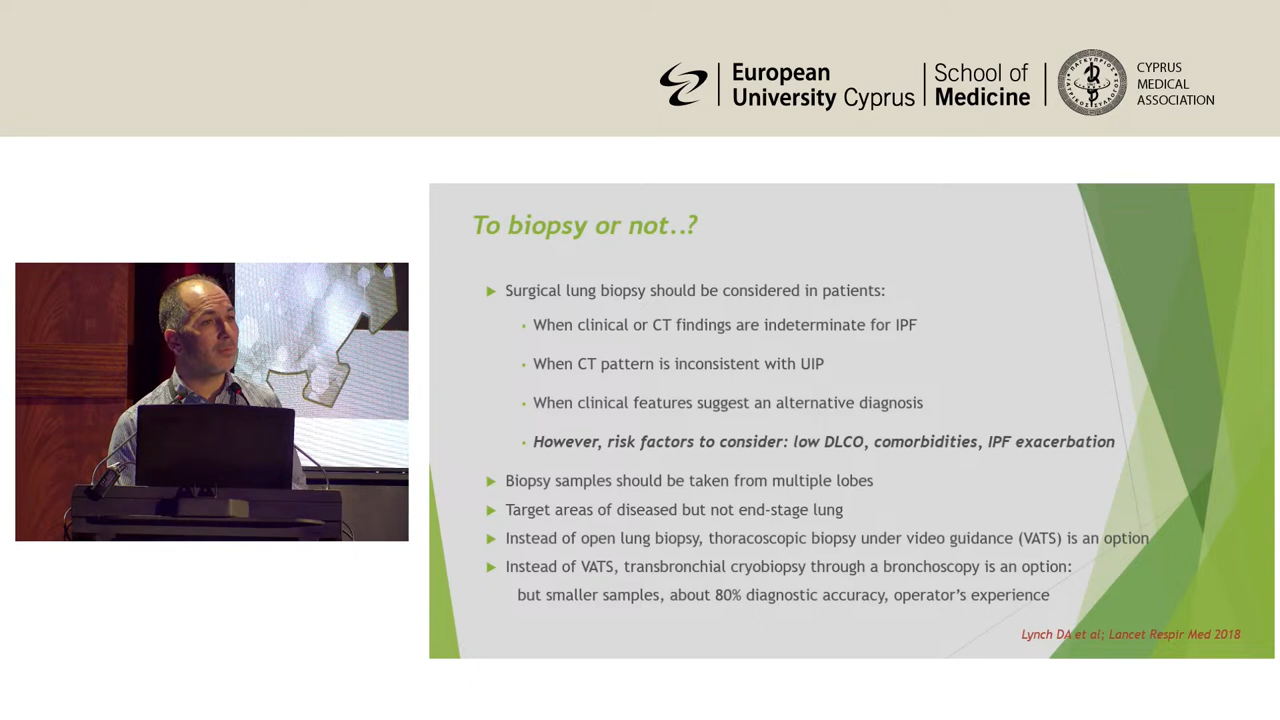 European
University Cyprus
School of
Medicine
CYPRUS
MEDICAL
ASSOCIATION
To biopsy or not..?
Surgical lung biopsy should be considered in patients:
When clinical or CT findings are indeterminate for IPF
When CT pattern is inconsistent with UIP
When clinical features suggest an alternative diagnosis
However, risk factors to consider: low DLCO, comorbidities, IPF exacerbation
Biopsy samples should be taken from multiple lobes
Target areas of diseased but not end-stage lung
Instead of open lung biopsy, thoracoscopic biopsy under video guidance (VATS) is an option
Instead of VATS, transbronchial cryobiopsy through a bronchoscopy is an option:
but smaller samples, about 80% diagnostic accuracy, operator's experience
Lynch DA et al; Lancet Respir Med 2018